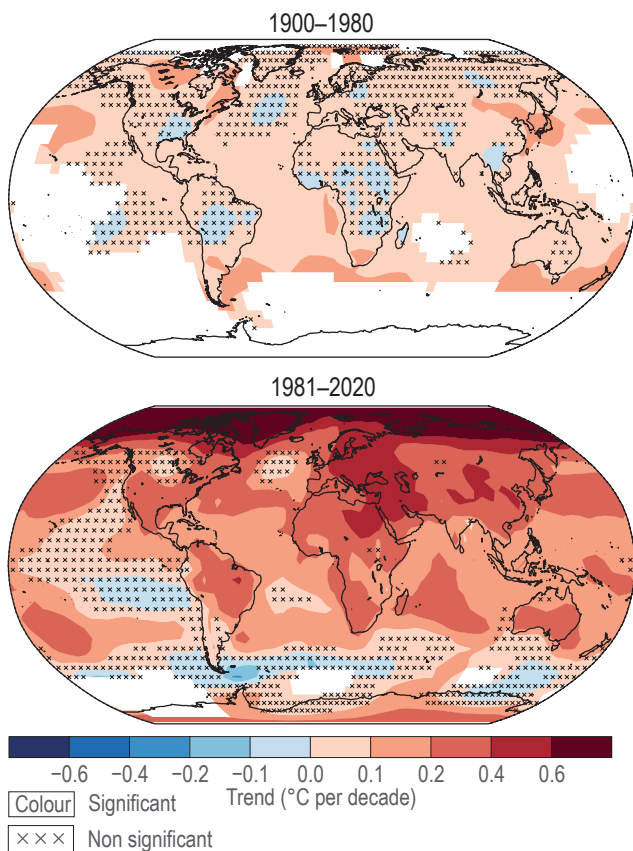 1900–1980
1981–2020
−0.6 −0.4 −0.2 −0.1 0.0 0.1 0.2 0.4 0.6
Trend (°C per decade)
Colour Significant
××× Non significant